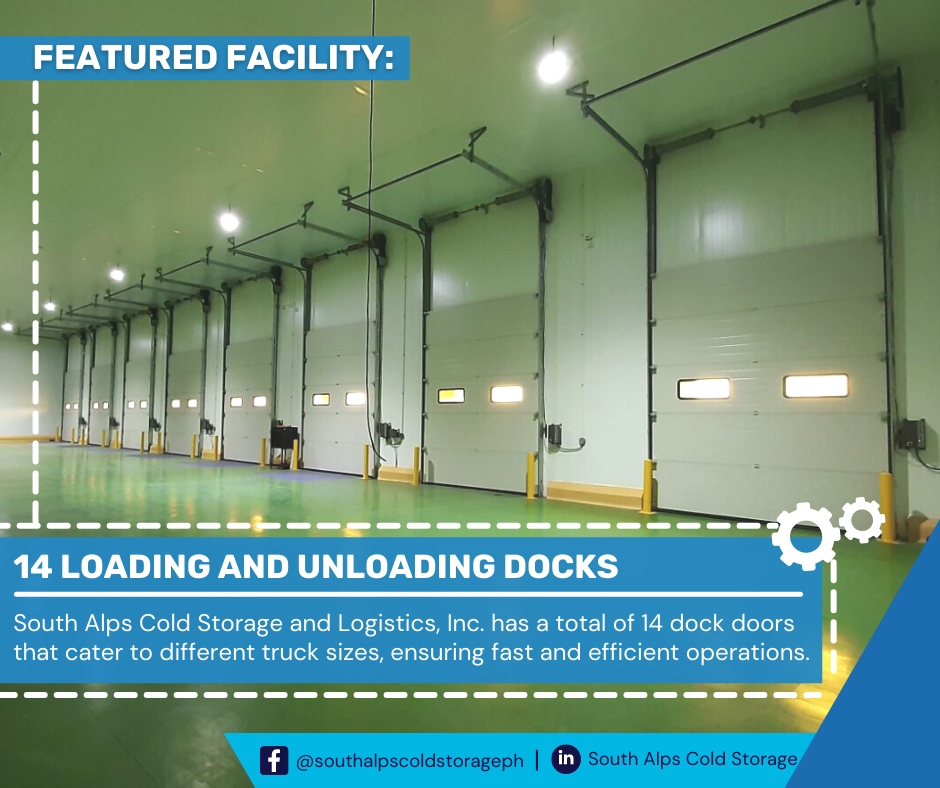 FEATURED FACILITY:
14 LOADING AND UNLOADING DOCKS
South Alps Cold Storage and Logistics, Inc. has a total of 14 dock doors
that cater to different truck sizes, ensuring fast and efficient operations.
@southalpscoldstorageph | South Alps Cold Storage